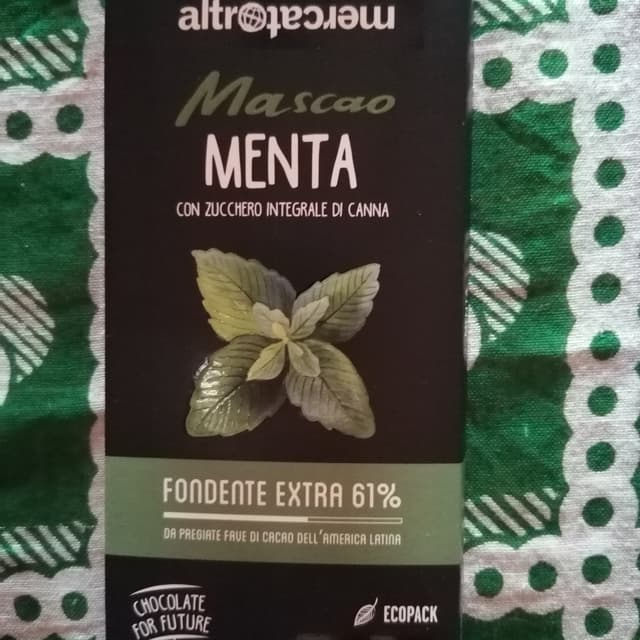 altromercato
Mascao
MENTA
CON ZUCCHERO INTEGRALE DI CANNA
FONDENTE EXTRA 61%
DA PREGIATE FAVE DI CACAO DELL'AMERICA LATINA
CHOCOLATE
FOR FUTURE
ECOPACK